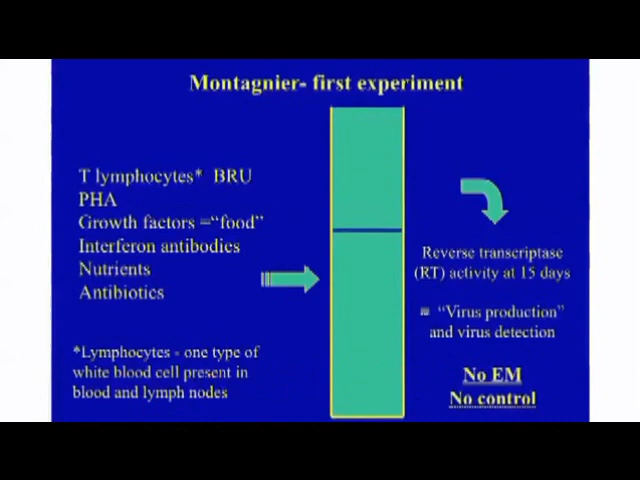 Montagnier- first experiment
T lymphocytes* BRU
PHA
Growth factors =“food”
Interferon antibodies
Nutrients
Antibiotics
*Lymphocytes - one type of
white blood cell present in
blood and lymph nodes
Reverse transcriptase
(RT) activity at 15 days
= “Virus production”
and virus detection
No EM
No control